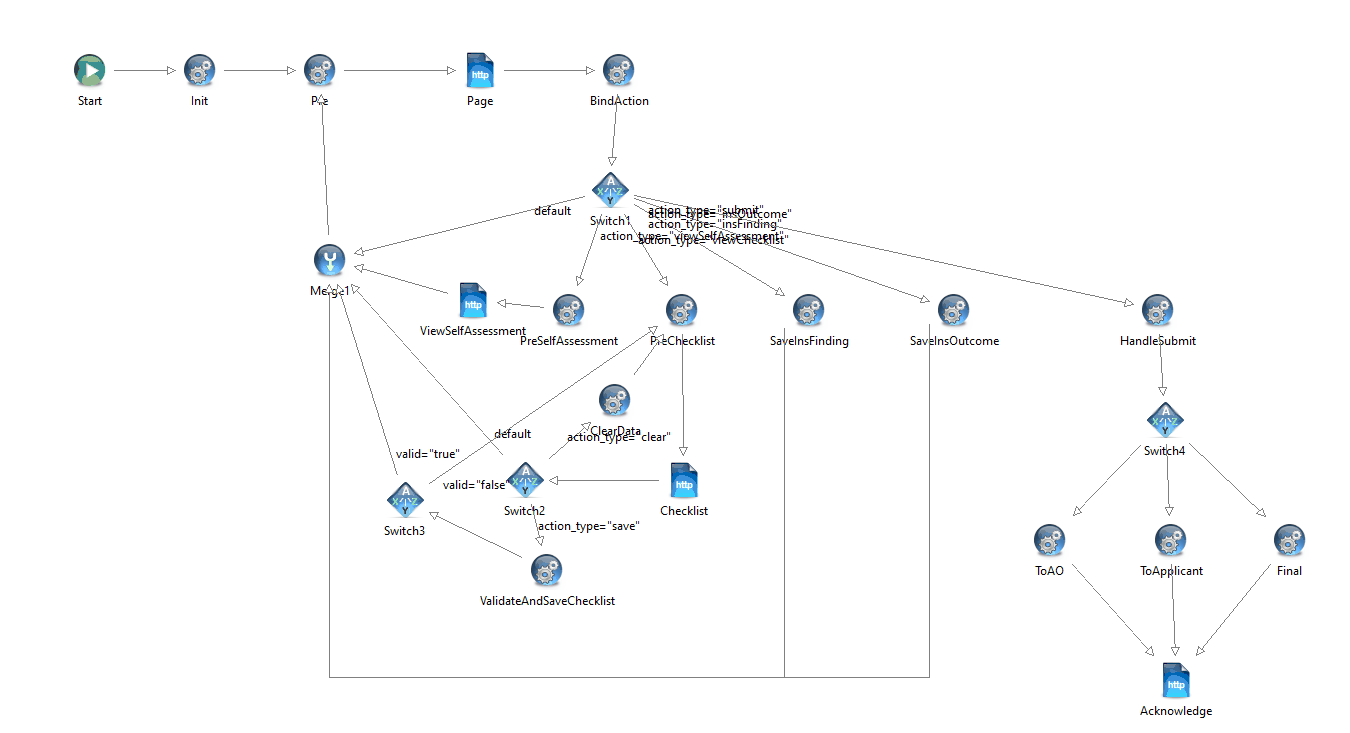 Start
Init
Pre
http
Page
BindAction
A
X Z
Y
Switch1
default
action_type="submit"
action_type="insOutcome"
action_type="insFinding"
action_type="viewSelfAssessment"
action_type="viewChecklist"
Merge1
http
ViewSelfAssessment
PreSelfAssessment
PreChecklist
SaveInsFinding
SaveInsOutcome
HandleSubmit
ClearData
default
action_type="clear"
A
X Z
Y
Switch4
valid="true"
valid="false"
A
X Z
Y
Switch3
A
X Z
Y
Switch2
http
Checklist
action_type="save"
ValidateAndSaveChecklist
ToAO
ToApplicant
Final
http
Acknowledge